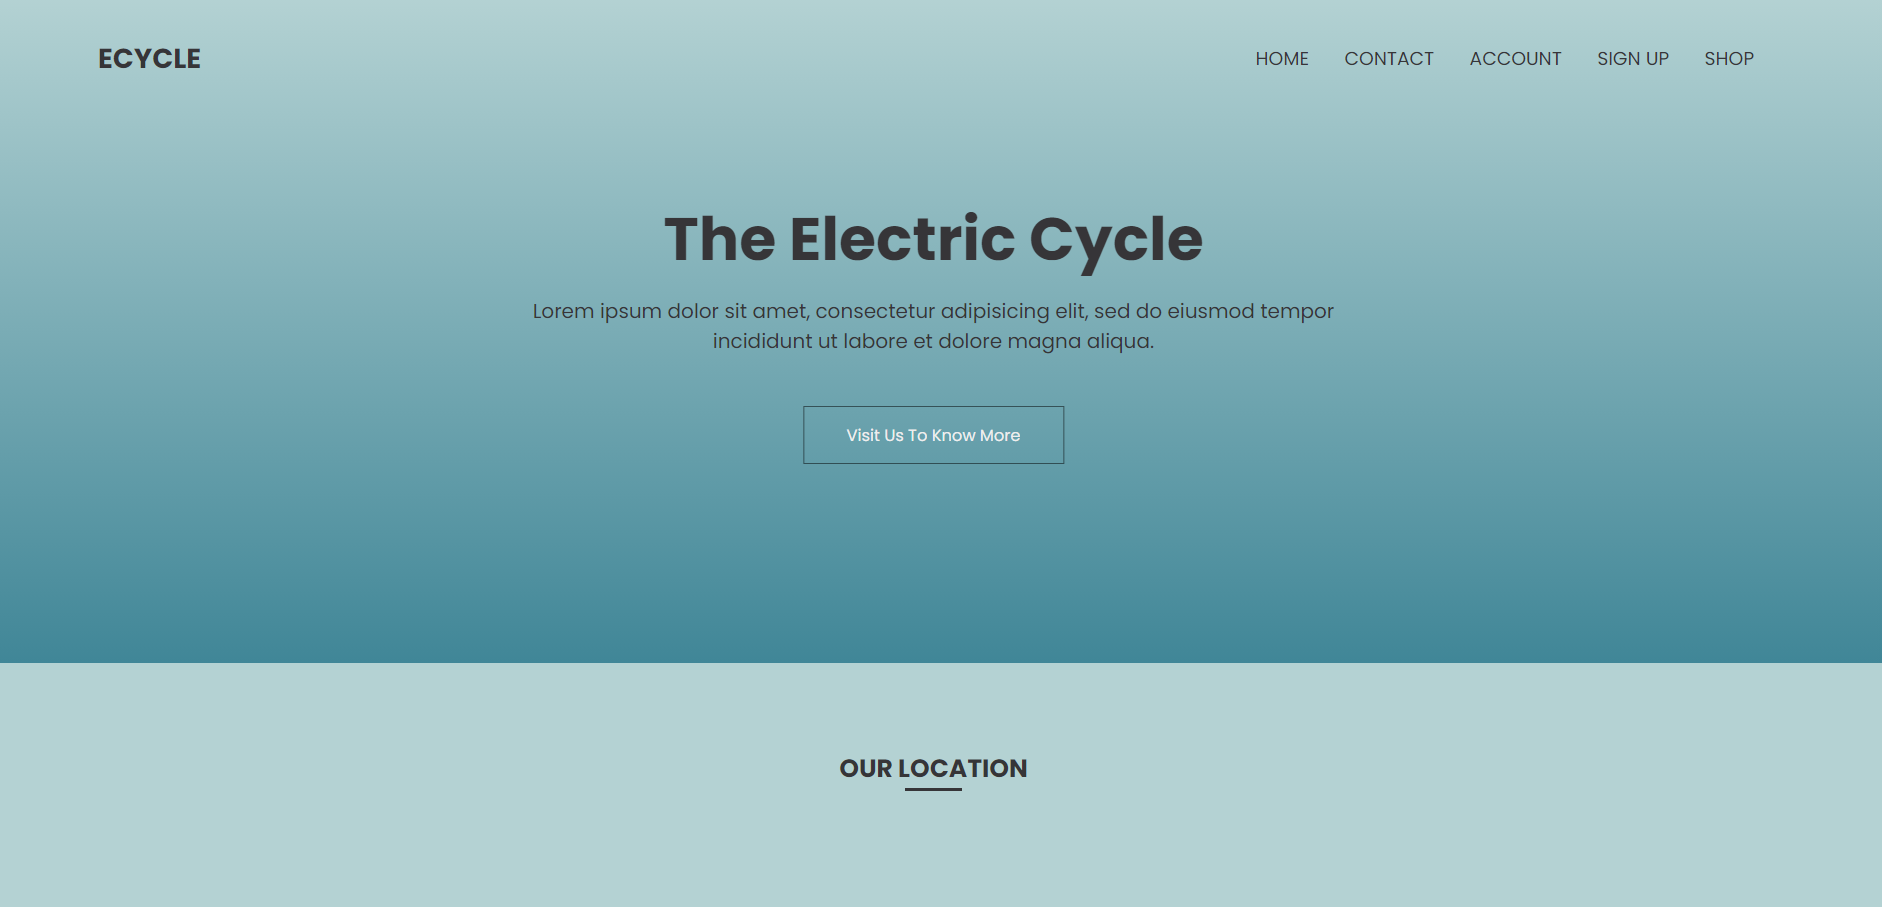 ECYCLE
HOME CONTACT ACCOUNT SIGN UP SHOP
The Electric Cycle
Lorem ipsum dolor sit amet, consectetur adipisicing elit, sed do eiusmod tempor
incididunt ut labore et dolore magna aliqua.
Visit Us To Know More
OUR LOCATION